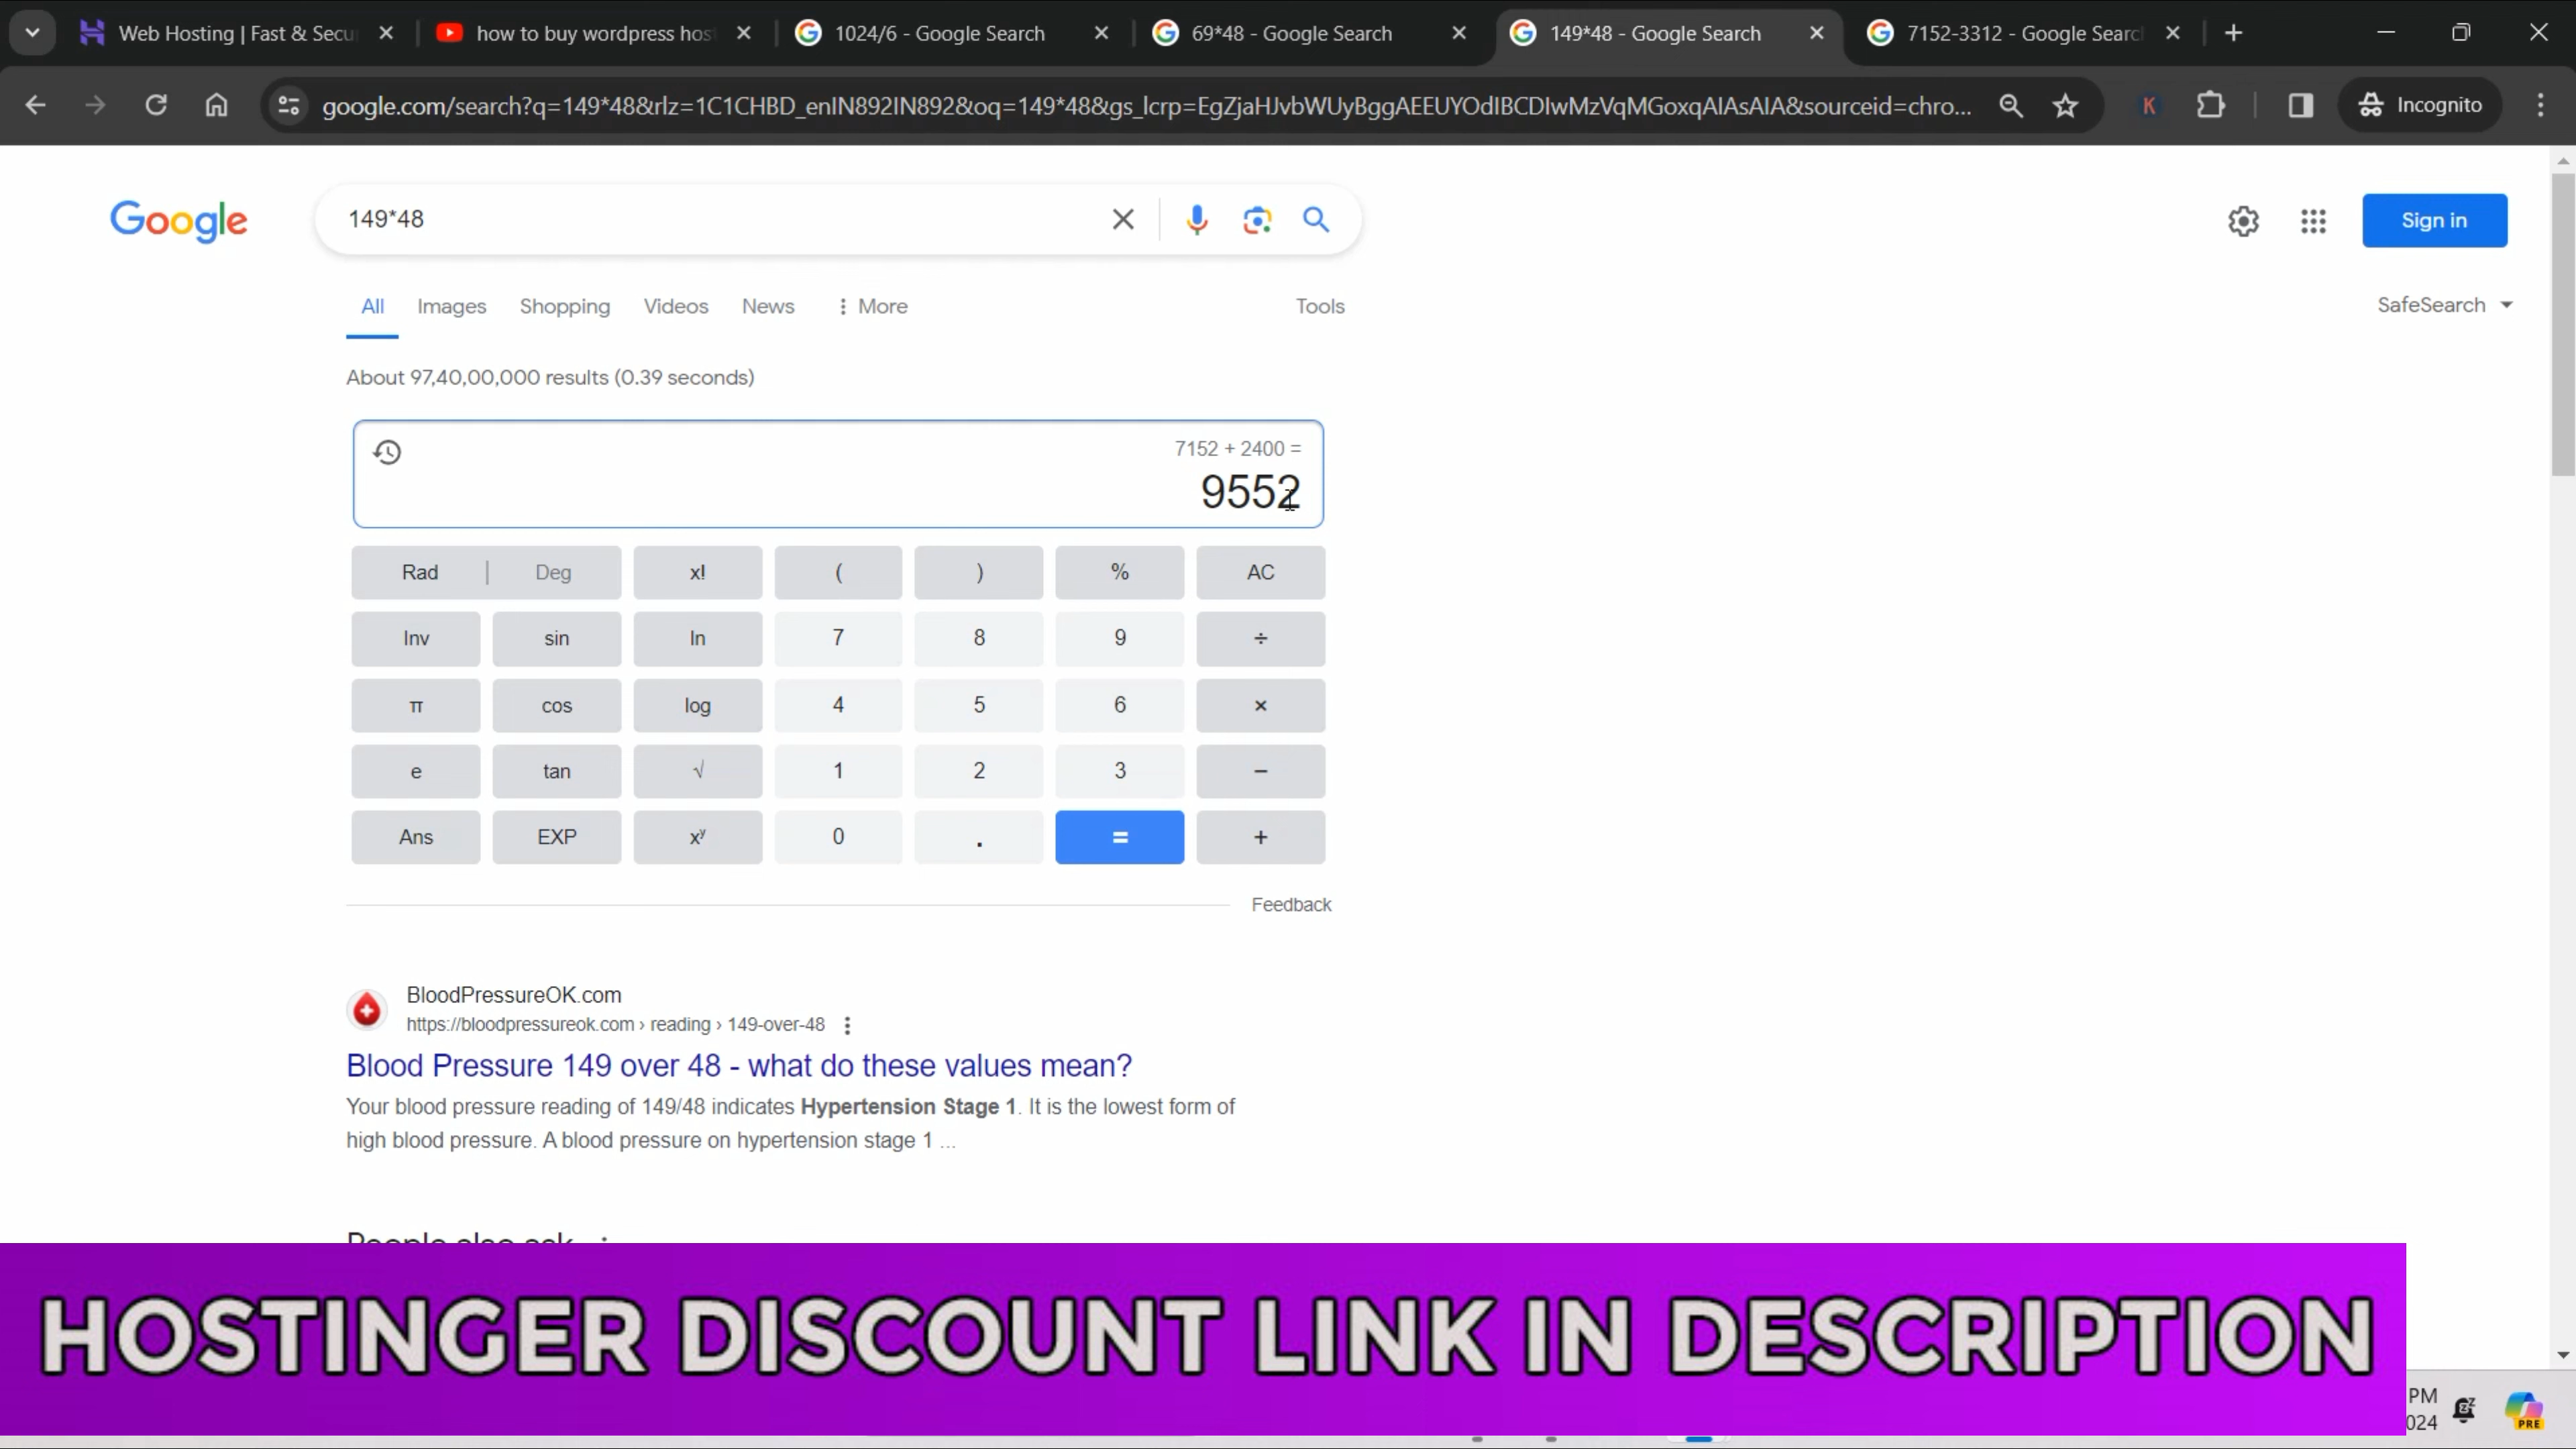 Web Hosting | Fast & Secu
how to buy wordpress hos
1024/6 - Google Search
69*48 - Google Search
149*48 - Google Search
7152-3312 - Google Searc
google.com/search?q=149*48&rlz=1C1CHBD_enIN892IN892&oq=149*48&gs_lcrp=EgZjaHJvbWUyBggAEEUYOdIBCDIwMzVqMGoxqAIAsAIA&sourceid=chro...
K
Incognito
Google
149*48
Sign in
All Images Shopping Videos News More Tools
SafeSearch
About 97,40,00,000 results (0.39 seconds)
7152 + 2400 =
9552
Rad | Deg x! ( ) % AC
Inv sin ln 7 8 9 ÷
π cos log 4 5 6 ×
e tan √ 1 2 3 −
Ans EXP xʸ 0 . = +
Feedback
BloodPressureOK.com
https://bloodpressureok.com › reading › 149-over-48
Blood Pressure 149 over 48 - what do these values mean?
Your blood pressure reading of 149/48 indicates Hypertension Stage 1. It is the lowest form of
high blood pressure. A blood pressure on hypertension stage 1 ...
People also ask
HOSTINGER DISCOUNT LINK IN DESCRIPTION
PM
024
PRE